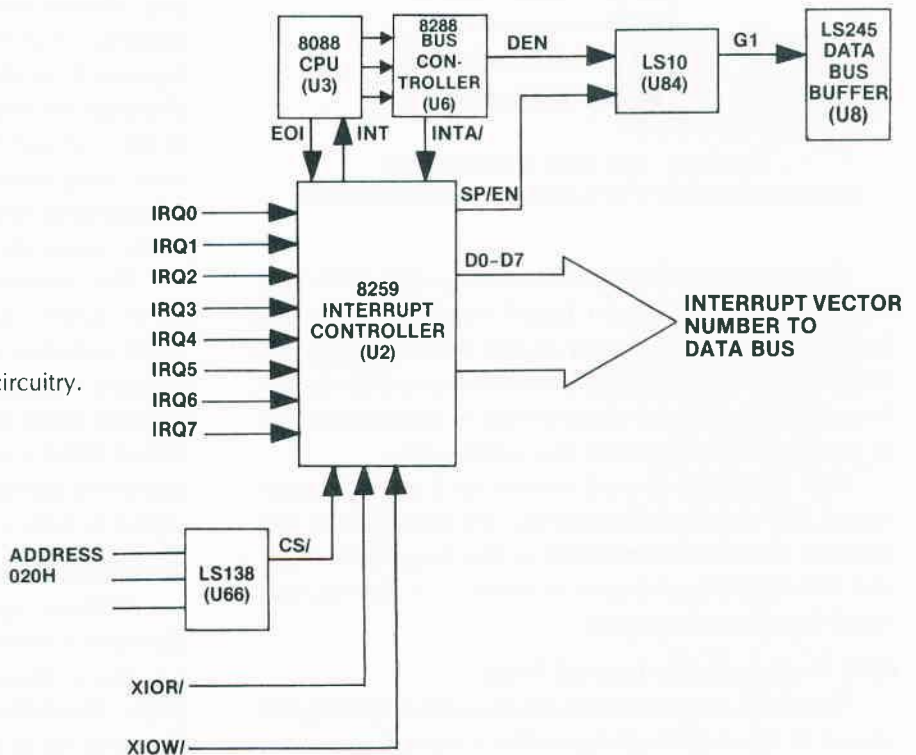 8088
CPU
(U3)
8288
BUS
CON-
TROLLER
(U6)
DEN
LS10
(U84)
G1
LS245
DATA
BUS
BUFFER
(U8)
EOI
INT
INTA/
SP/EN
IRQ0
IRQ1
IRQ2
IRQ3
IRQ4
IRQ5
IRQ6
IRQ7
8259
INTERRUPT
CONTROLLER
(U2)
D0-D7
INTERRUPT VECTOR
NUMBER TO
DATA BUS
circuitry.
ADDRESS
020H
LS138
(U66)
CS/
XIOR/
XIOW/